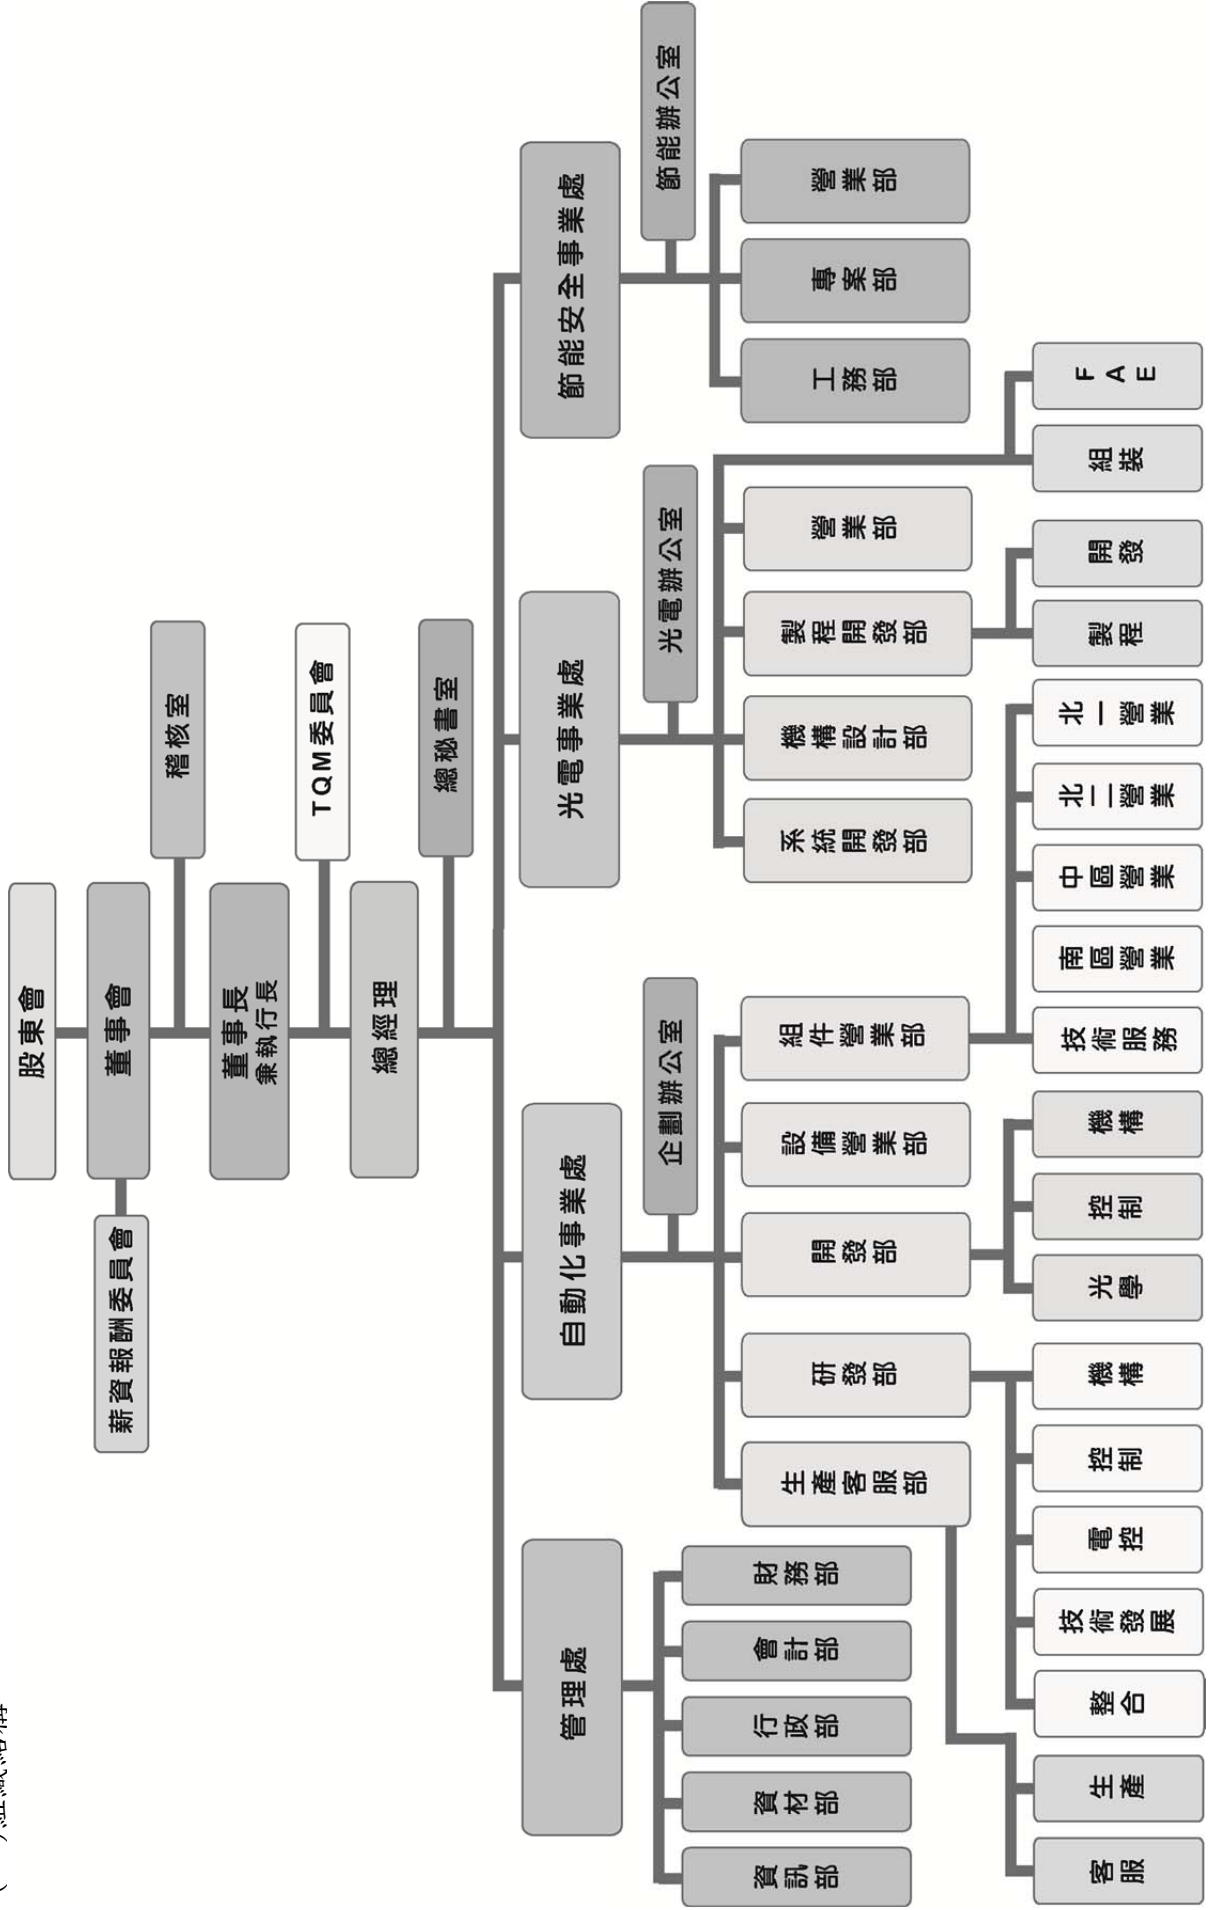 股東會
董事會
薪資報酬委員會
稽核室
董事長
兼執行長
TQM委員會
總經理
總秘書室
管理處
自動化事業處
光電事業處
節能安全事業處
企劃辦公室
光電辦公室
節能辦公室
資訊部
資材部
行政部
會計部
財務部
生產客服部
研發部
開發部
設備營業部
組件營業部
系統開發部
機構設計部
製程開發部
營業部
工務部
專案部
營業部
客服
生產
整合
技術發展
電控
控制
機構
光學
控制
機構
技術服務
南區營業
中區營業
北二營業
北一營業
製程
開發
組裝
FAE